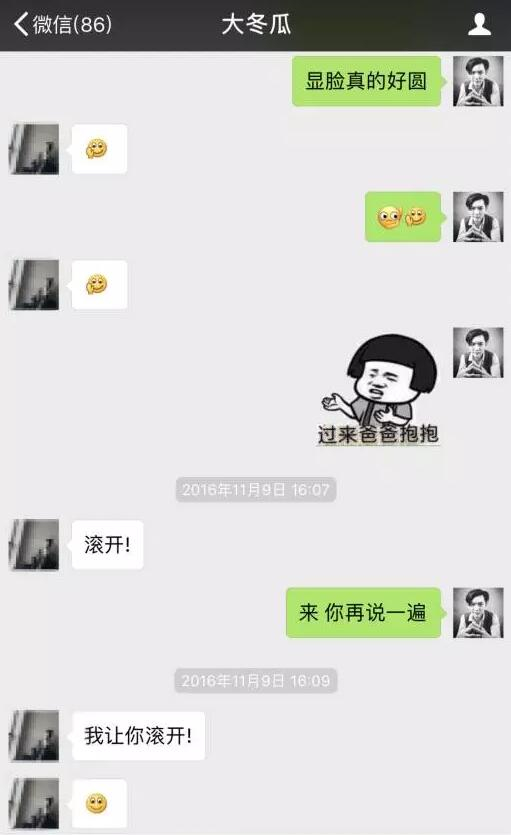 微信(86)
大冬瓜
显脸真的好圆
过来爸爸抱抱
2016年11月9日 16:07
滚开!
来 你再说一遍
2016年11月9日 16:09
我让你滚开!